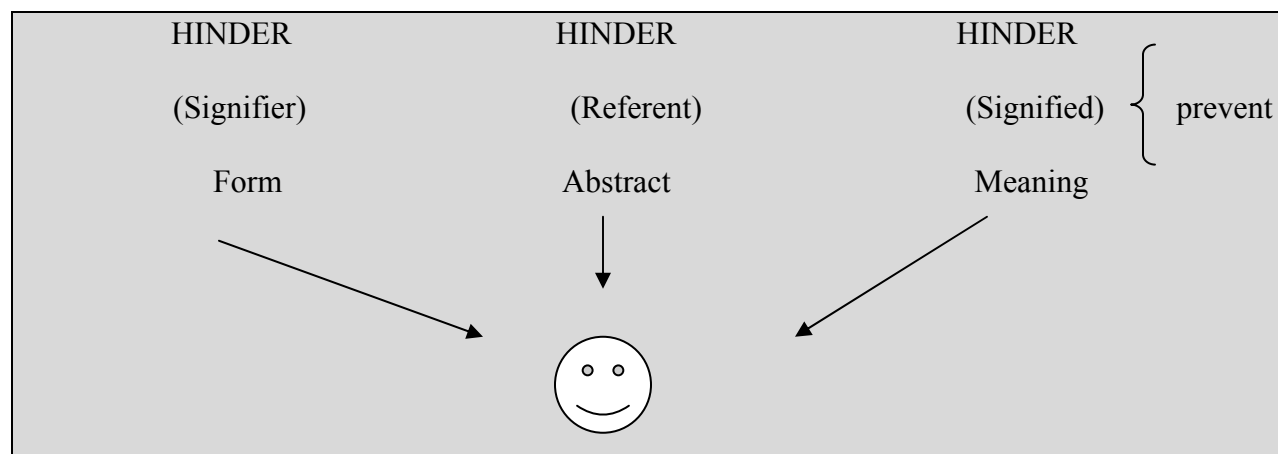 HINDER HINDER HINDER
(Signifier) (Referent) (Signified) prevent
Form Abstract Meaning